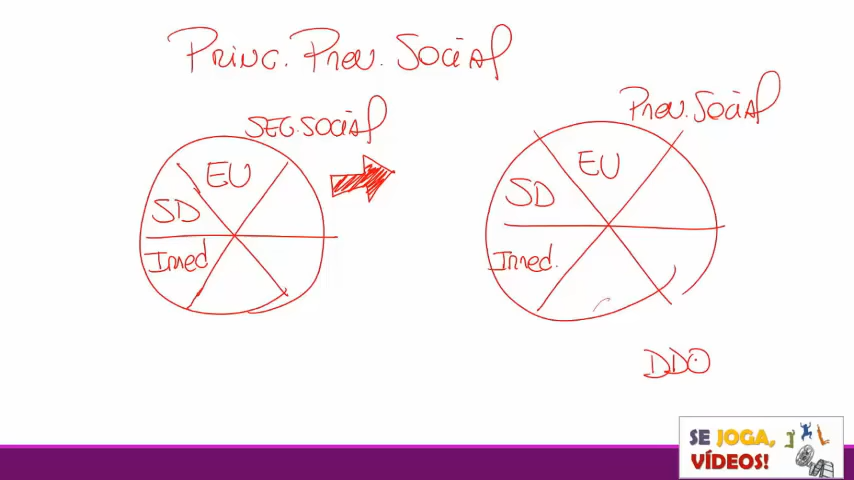 PRINC. PREV. SOCIAL
SEG. SOCIAL
PREV. SOCIAL
EU
SD
Imed
EU
SD
Imed.
DDO
SE JOGA,
VÍDEOS!